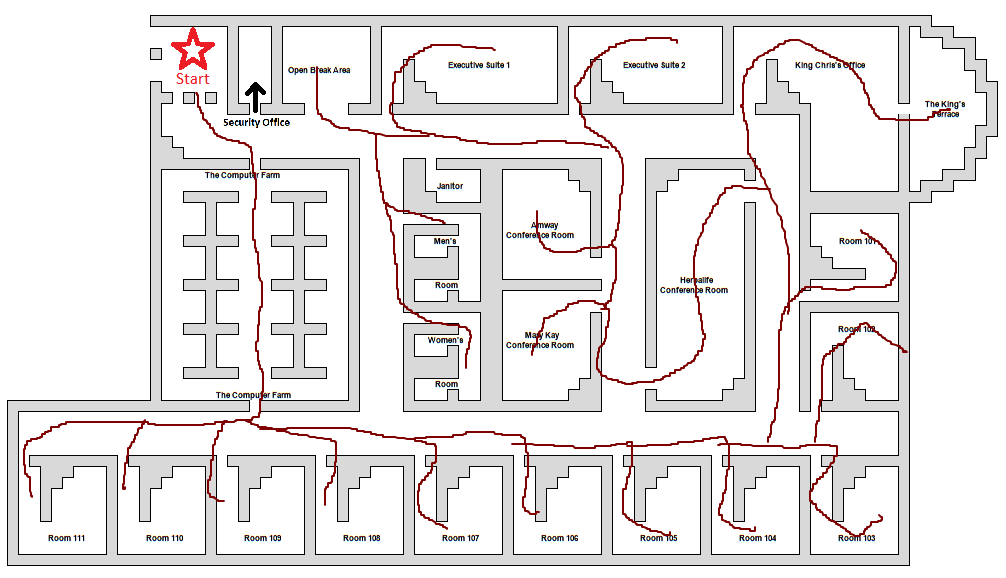 Start
Open Break Area
Executive Suite 1
Executive Suite 2
King Chris's Office
The King's
Terrace
Security Office
The Computer Farm
Janitor
Men's
Room
Amway
Conference Room
Herbalife
Conference Room
Room 101
Women's
Room
Mary Kay
Conference Room
Room 102
The Computer Farm
Room 111
Room 110
Room 109
Room 108
Room 107
Room 106
Room 105
Room 104
Room 103